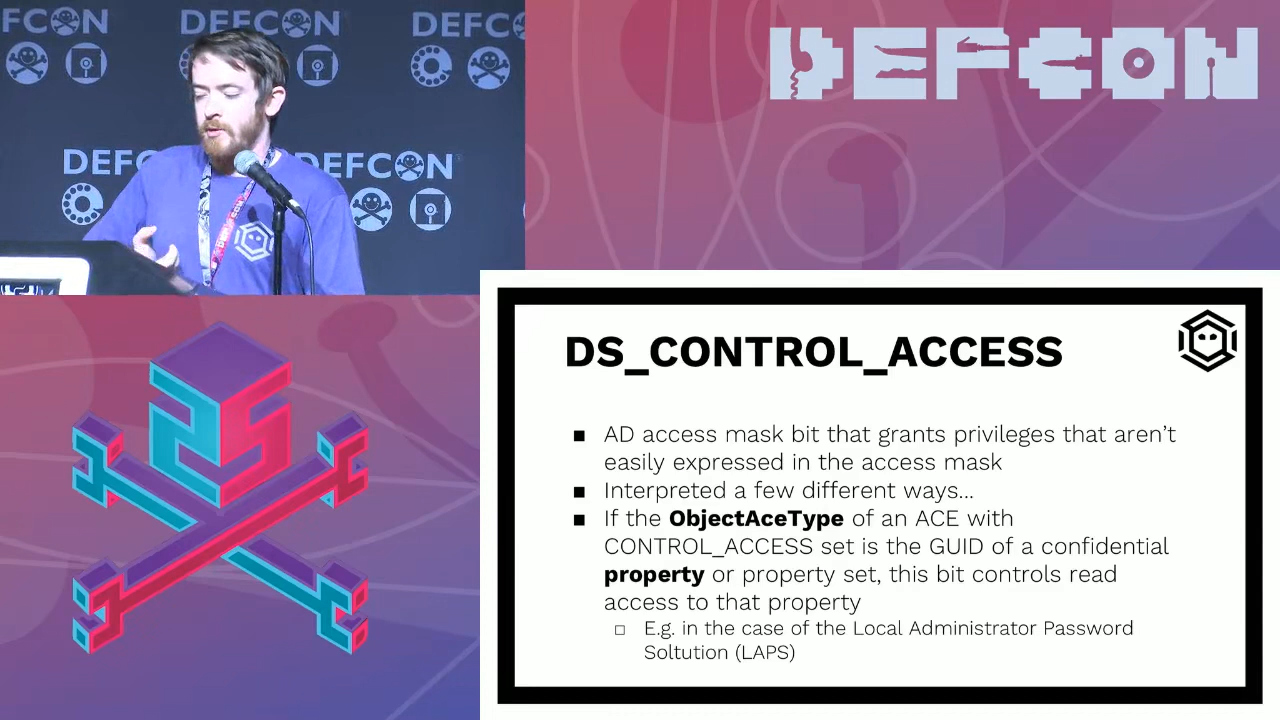 DEFCON
DEFCON
DEFCON
DEFCON
DS_CONTROL_ACCESS
■ AD access mask bit that grants privileges that aren't
easily expressed in the access mask
■ Interpreted a few different ways...
■ If the ObjectAceType of an ACE with
CONTROL_ACCESS set is the GUID of a confidential
property or property set, this bit controls read
access to that property
□ E.g. in the case of the Local Administrator Password
Soltution (LAPS)